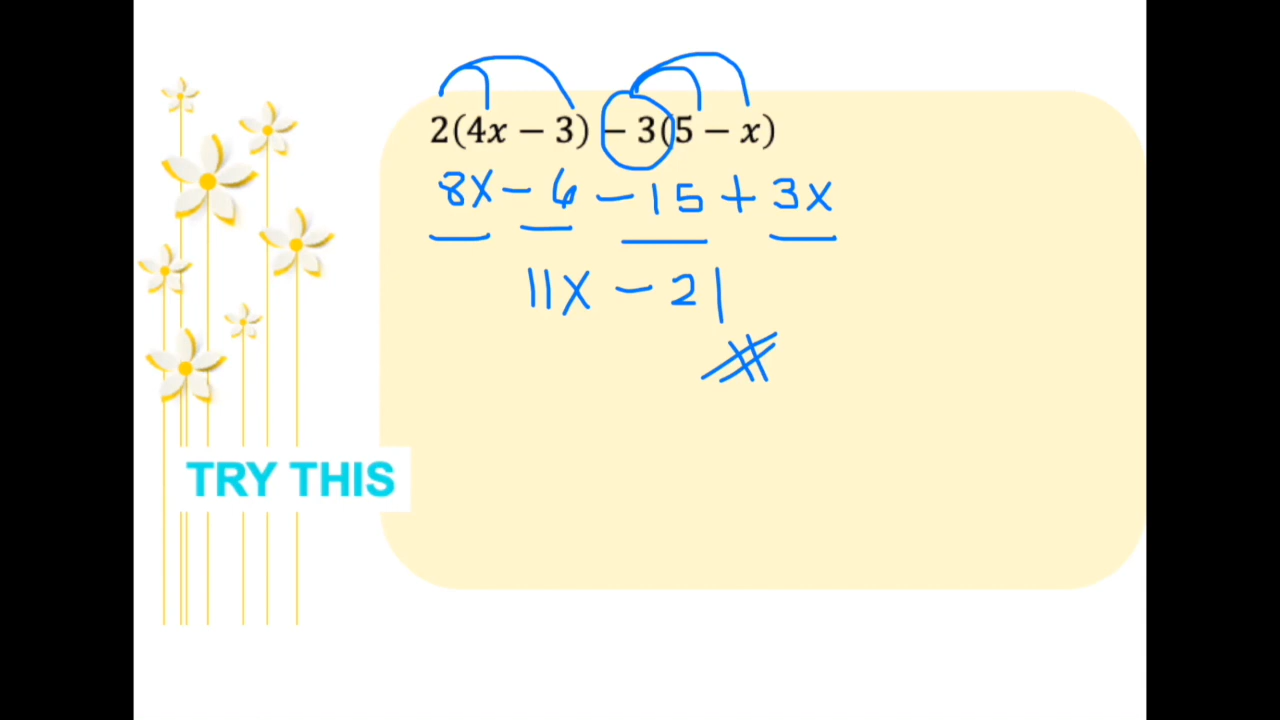 2(4x − 3) − 3(5 − x)
8x − 6 − 15 + 3x
11x − 21
TRY THIS